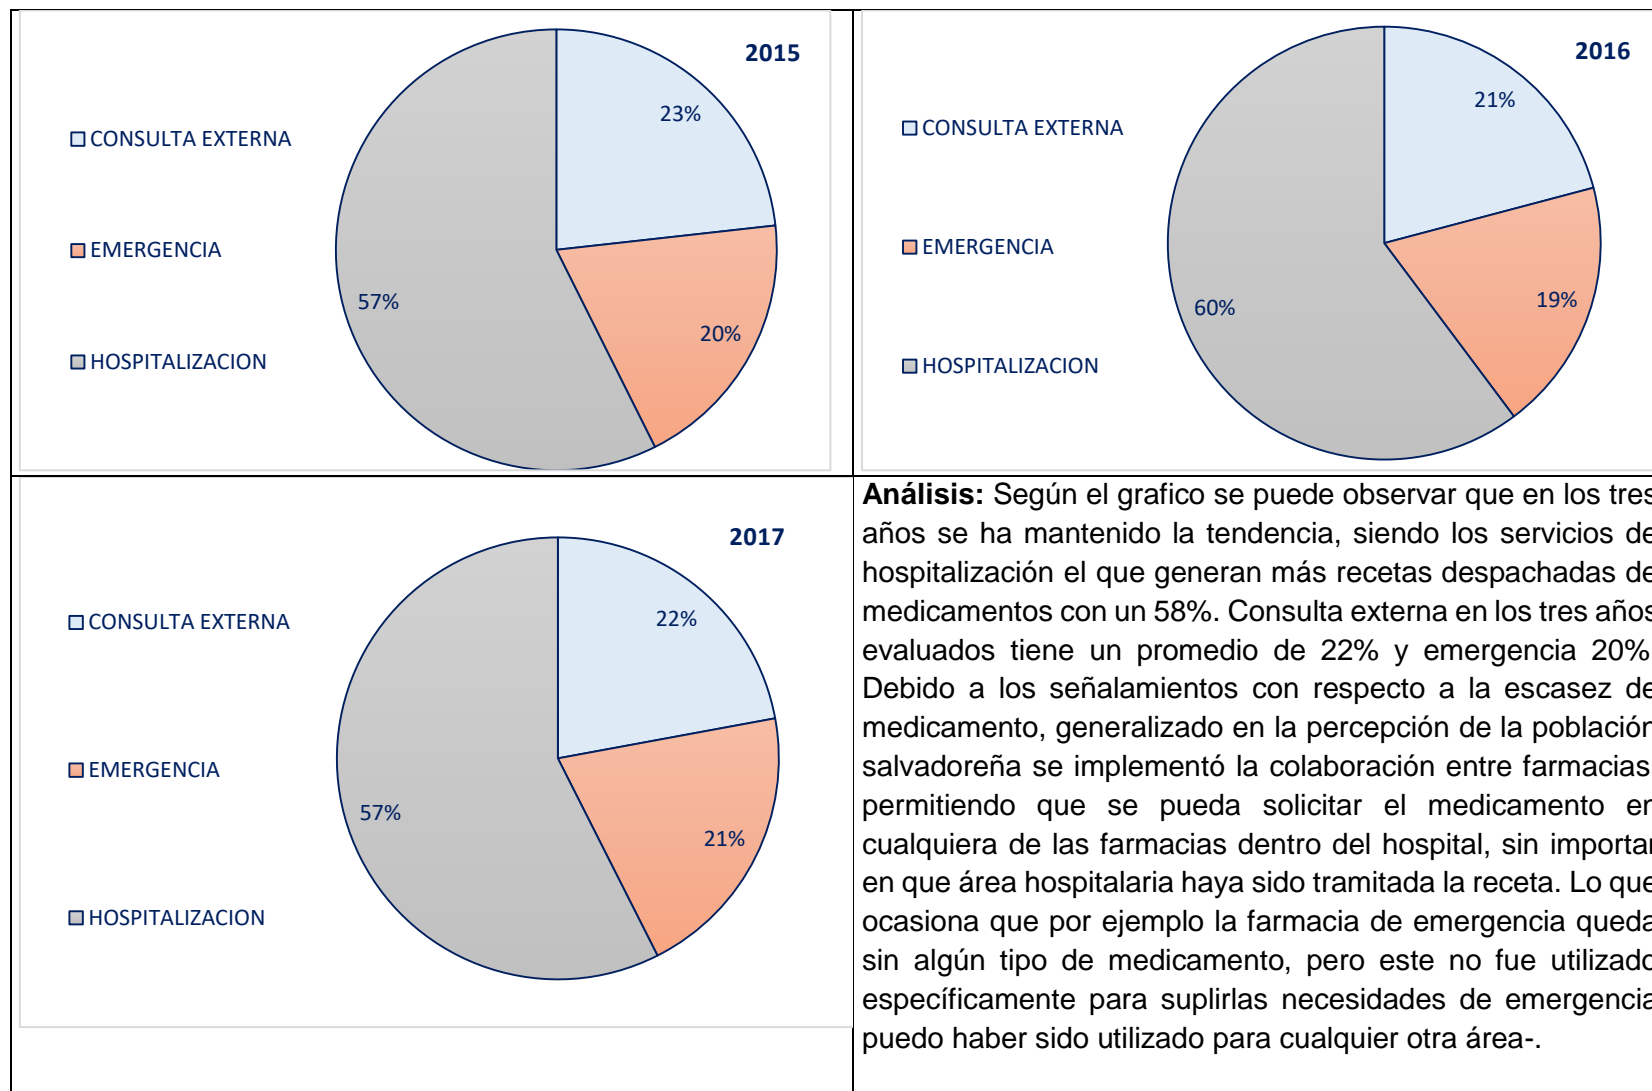 2015
23%
CONSULTA EXTERNA
EMERGENCIA
57%
20%
HOSPITALIZACION
2016
21%
CONSULTA EXTERNA
EMERGENCIA
19%
60%
HOSPITALIZACION
2017
22%
CONSULTA EXTERNA
EMERGENCIA
57%
21%
HOSPITALIZACION
Análisis: Según el grafico se puede observar que en los tres
años se ha mantenido la tendencia, siendo los servicios de
hospitalización el que generan más recetas despachadas de
medicamentos con un 58%. Consulta externa en los tres años
evaluados tiene un promedio de 22% y emergencia 20%
Debido a los señalamientos con respecto a la escasez de
medicamento, generalizado en la percepción de la población
salvadoreña se implementó la colaboración entre farmacias
permitiendo que se pueda solicitar el medicamento en
cualquiera de las farmacias dentro del hospital, sin importar
en que área hospitalaria haya sido tramitada la receta. Lo que
ocasiona que por ejemplo la farmacia de emergencia queda
sin algún tipo de medicamento, pero este no fue utilizado
específicamente para suplirlas necesidades de emergencia
puedo haber sido utilizado para cualquier otra área-.